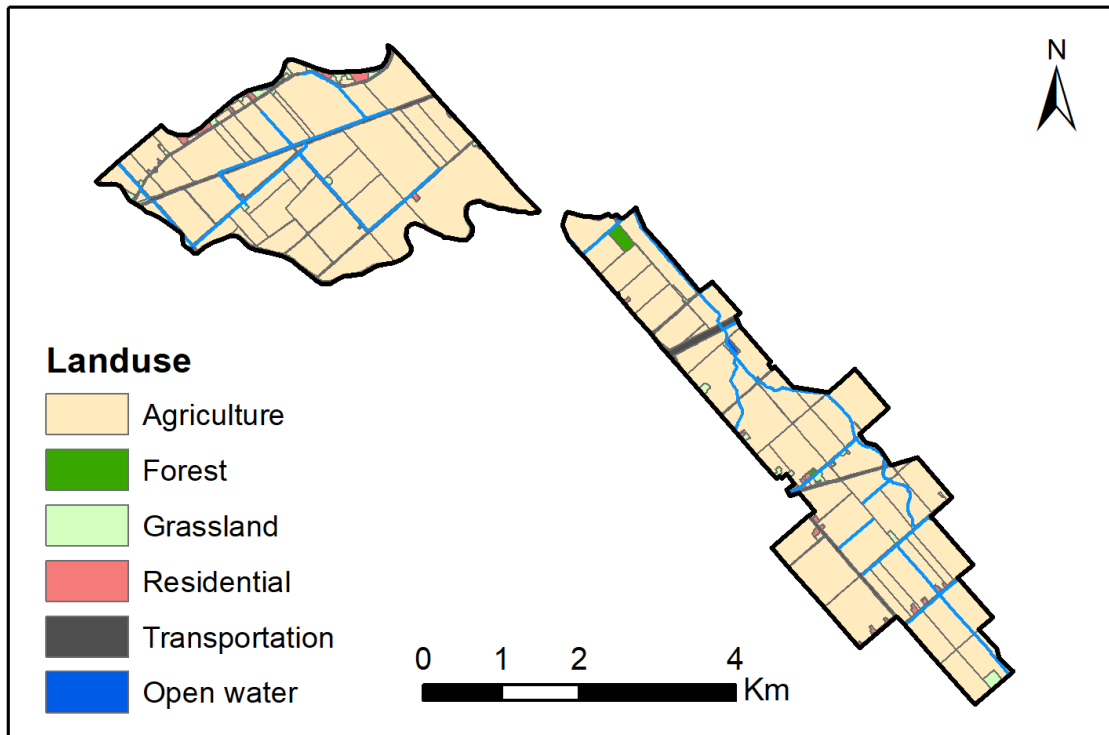 N
Landuse
Agriculture
Forest
Grassland
Residential
Transportation
Open water
0 1 2 4
Km